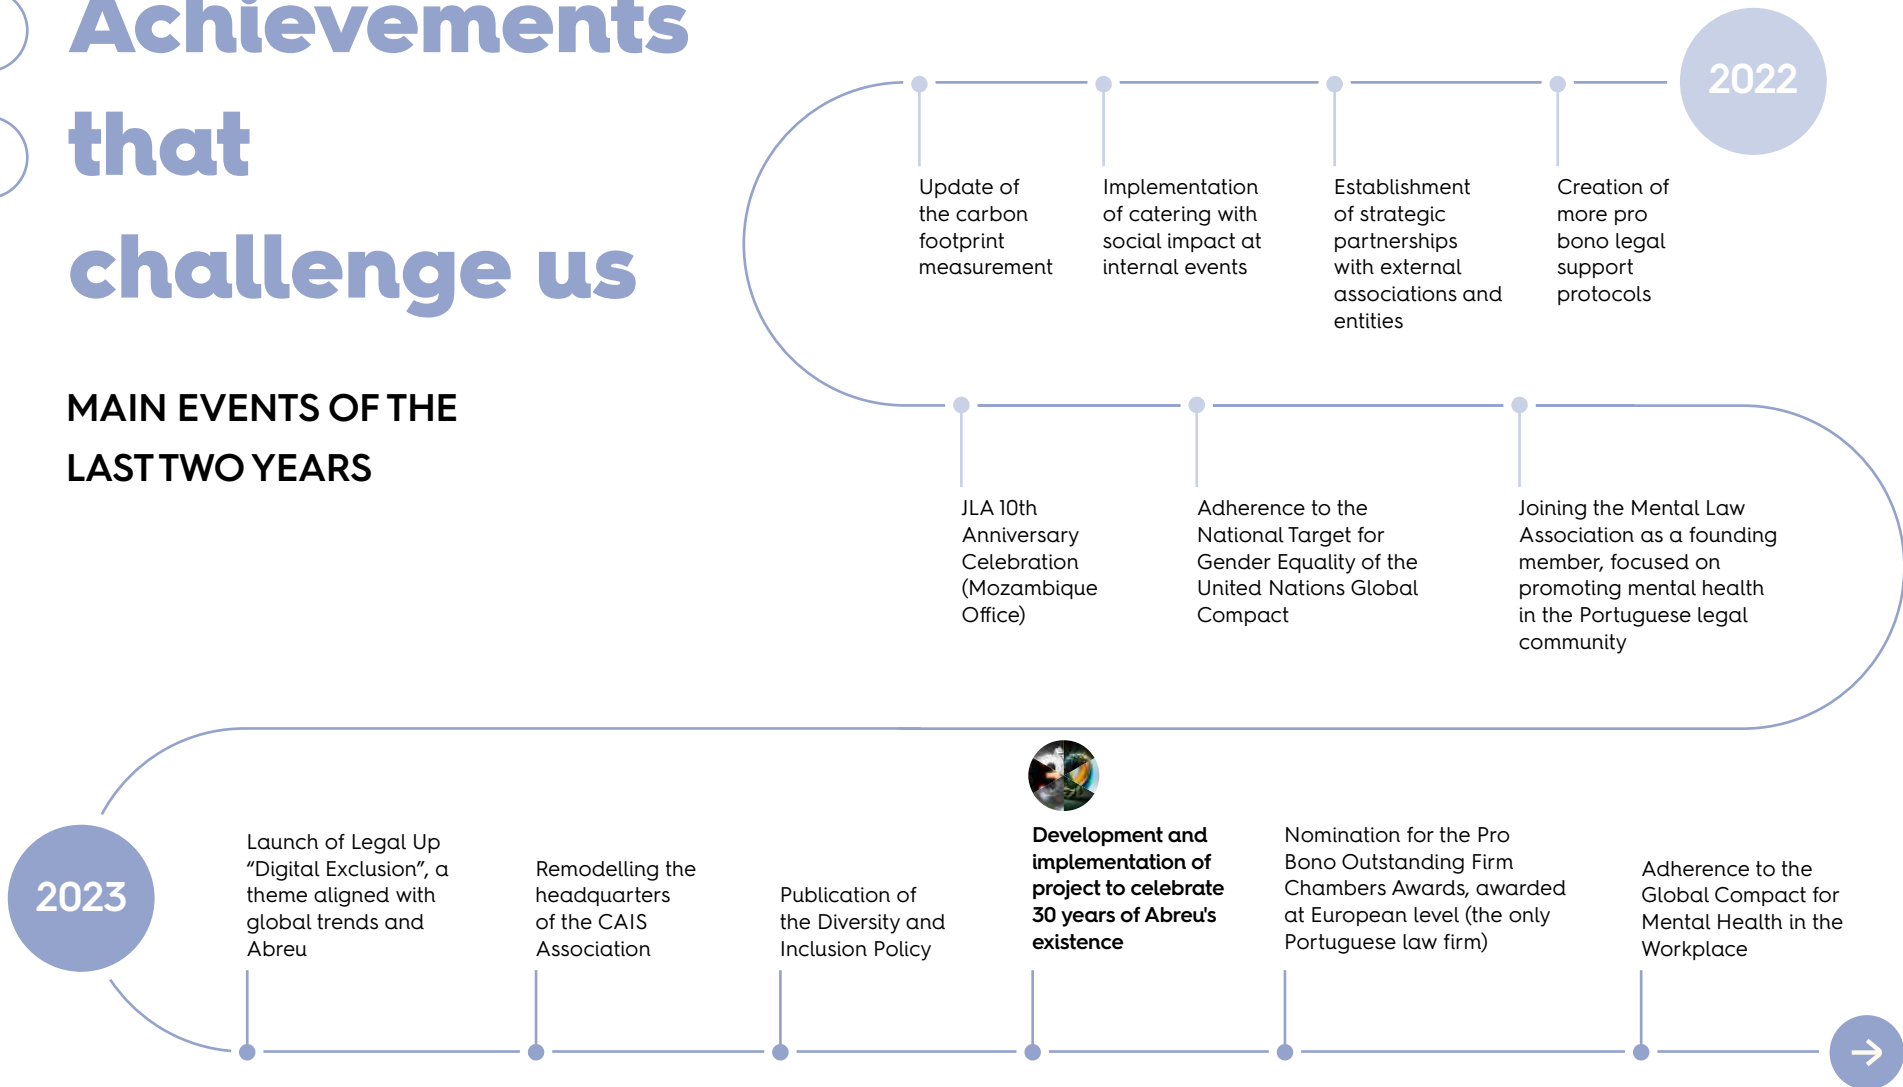 Achievements
that
challenge us
MAIN EVENTS OF THE
LAST TWO YEARS
2022
Update of
the carbon
footprint
measurement
Implementation
of catering with
social impact at
internal events
Establishment
of strategic
partnerships
with external
associations and
entities
Creation of
more pro
bono legal
support
protocols
JLA 10th
Anniversary
Celebration
(Mozambique
Office)
Adherence to the
National Target for
Gender Equality of the
United Nations Global
Compact
Joining the Mental Law
Association as a founding
member, focused on
promoting mental health
in the Portuguese legal
community
2023
Launch of Legal Up
“Digital Exclusion”, a
theme aligned with
global trends and
Abreu
Remodelling the
headquarters
of the CAIS
Association
Publication of
the Diversity and
Inclusion Policy
Development and
implementation of
project to celebrate
30 years of Abreu's
existence
Nomination for the Pro
Bono Outstanding Firm
Chambers Awards, awarded
at European level (the only
Portuguese law firm)
Adherence to the
Global Compact for
Mental Health in the
Workplace